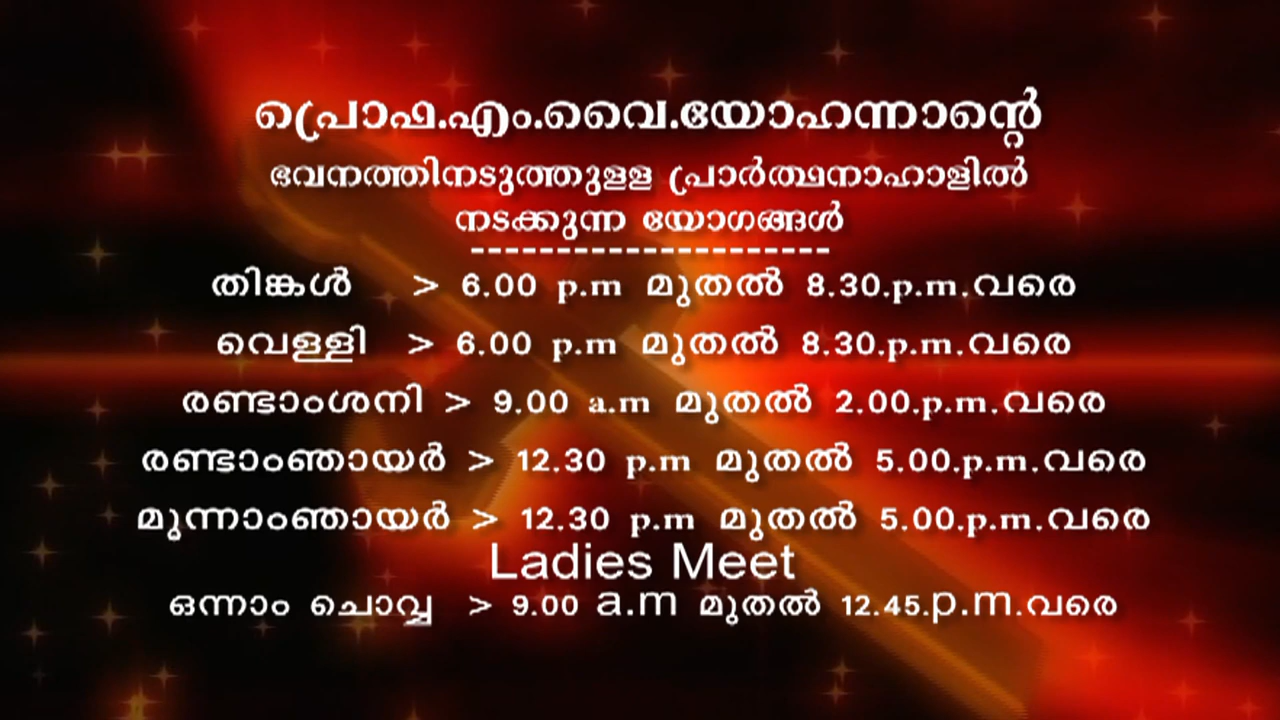 പ്രൊഫ.എം.വൈ.യോഹന്നാന്റെ
ഭവനത്തിനടുത്തുളള പ്രാർത്ഥനാഹാളിൽ
നടക്കുന്ന യോഗങ്ങൾ
---------------------
തിങ്കൾ > 6.00 p.m മുതൽ 8.30.p.m.വരെ
വെള്ളി > 6.00 p.m മുതൽ 8.30.p.m.വരെ
രണ്ടാംശനി > 9.00 a.m മുതൽ 2.00.p.m.വരെ
രണ്ടാംഞായർ > 12.30 p.m മുതൽ 5.00.p.m.വരെ
മുന്നാംഞായർ > 12.30 p.m മുതൽ 5.00.p.m.വരെ
Ladies Meet
ഒന്നാം ചൊവ്വ > 9.00 a.m മുതൽ 12.45.p.m.വരെ